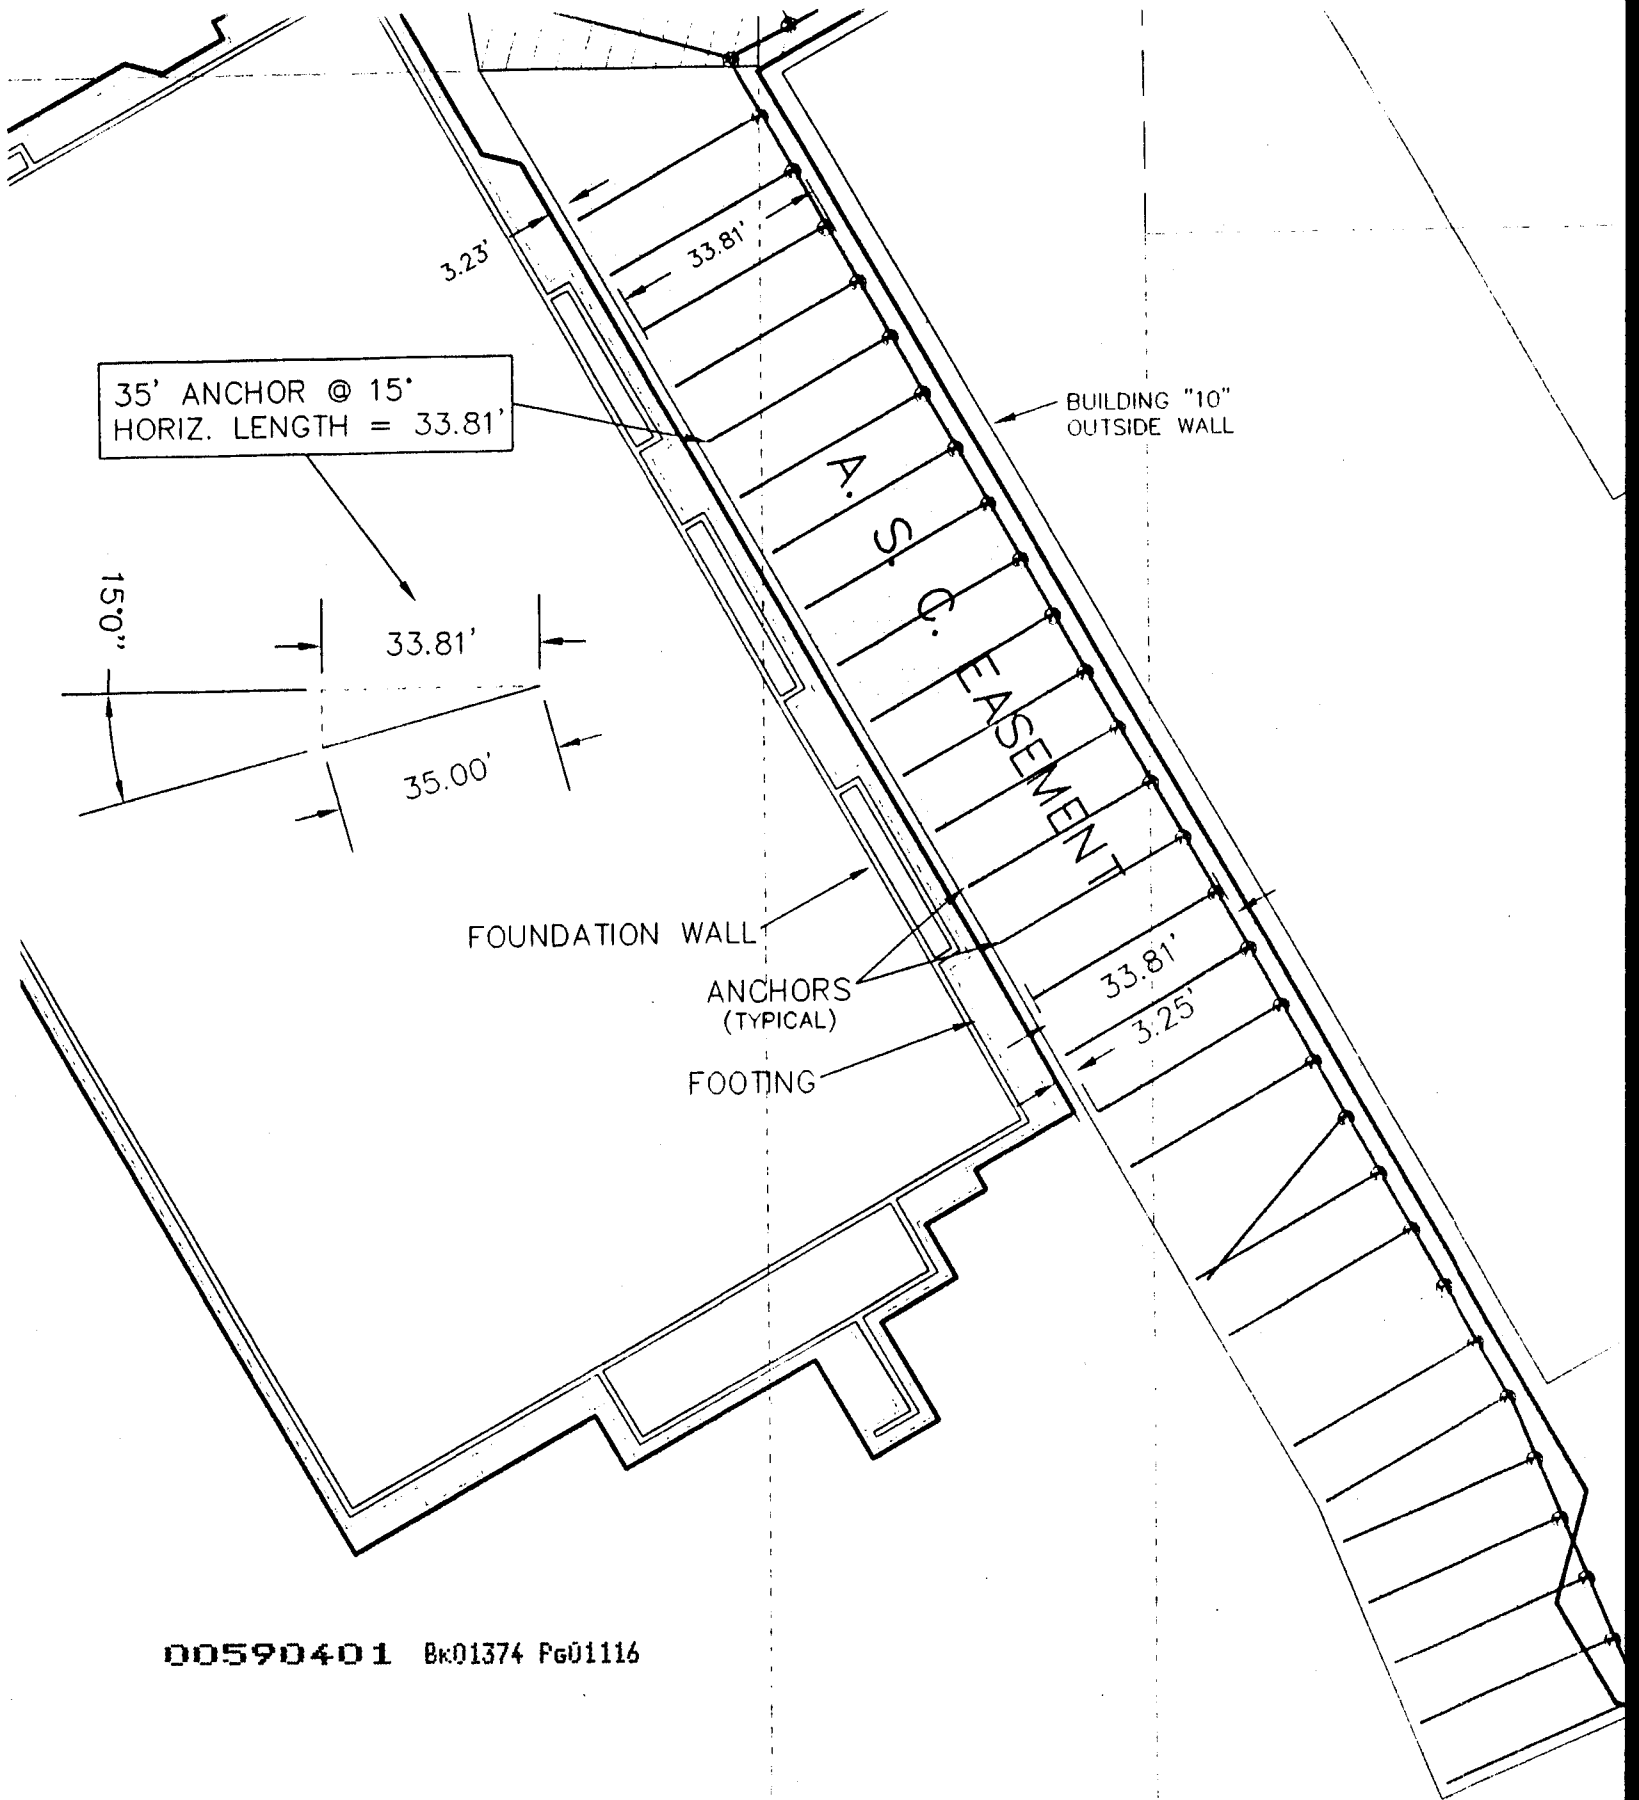 3.23'
33.81'
35' ANCHOR @ 15°
HORIZ. LENGTH = 33.81'
BUILDING "10"
OUTSIDE WALL
A. S. C. EASEMENT
15°0"
33.81'
35.00'
FOUNDATION WALL
ANCHORS
(TYPICAL)
FOOTING
33.81'
3.25'
00590401 BK01374 PG01116